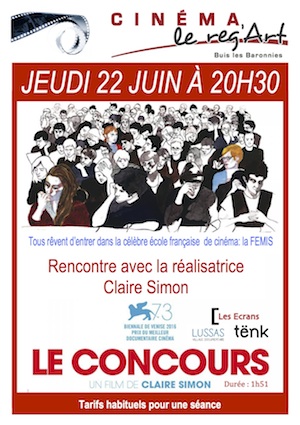 CINÉMA
le reg'Art
Buis les Baronnies
JEUDI 22 JUIN À 20H30
Tous rêvent d'entrer dans la célèbre école française de cinéma: la FEMIS
Rencontre avec la réalisatrice
Claire Simon
73
BIENNALE DE VENISE 2016
PRIX DU MEILLEUR
DOCUMENTAIRE CINÉMA
Les Ecrans
LUSSAS
tënk
LE CONCOURS
UN FILM DE CLAIRE SIMON
Durée : 1h51
Tarifs habituels pour une séance